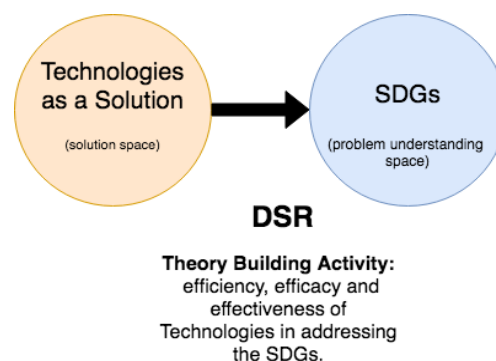 Technologies
as a Solution
(solution space)
SDGs
(problem understanding
space)
DSR
Theory Building Activity:
efficiency, efficacy and
effectiveness of
Technologies in addressing
the SDGs.